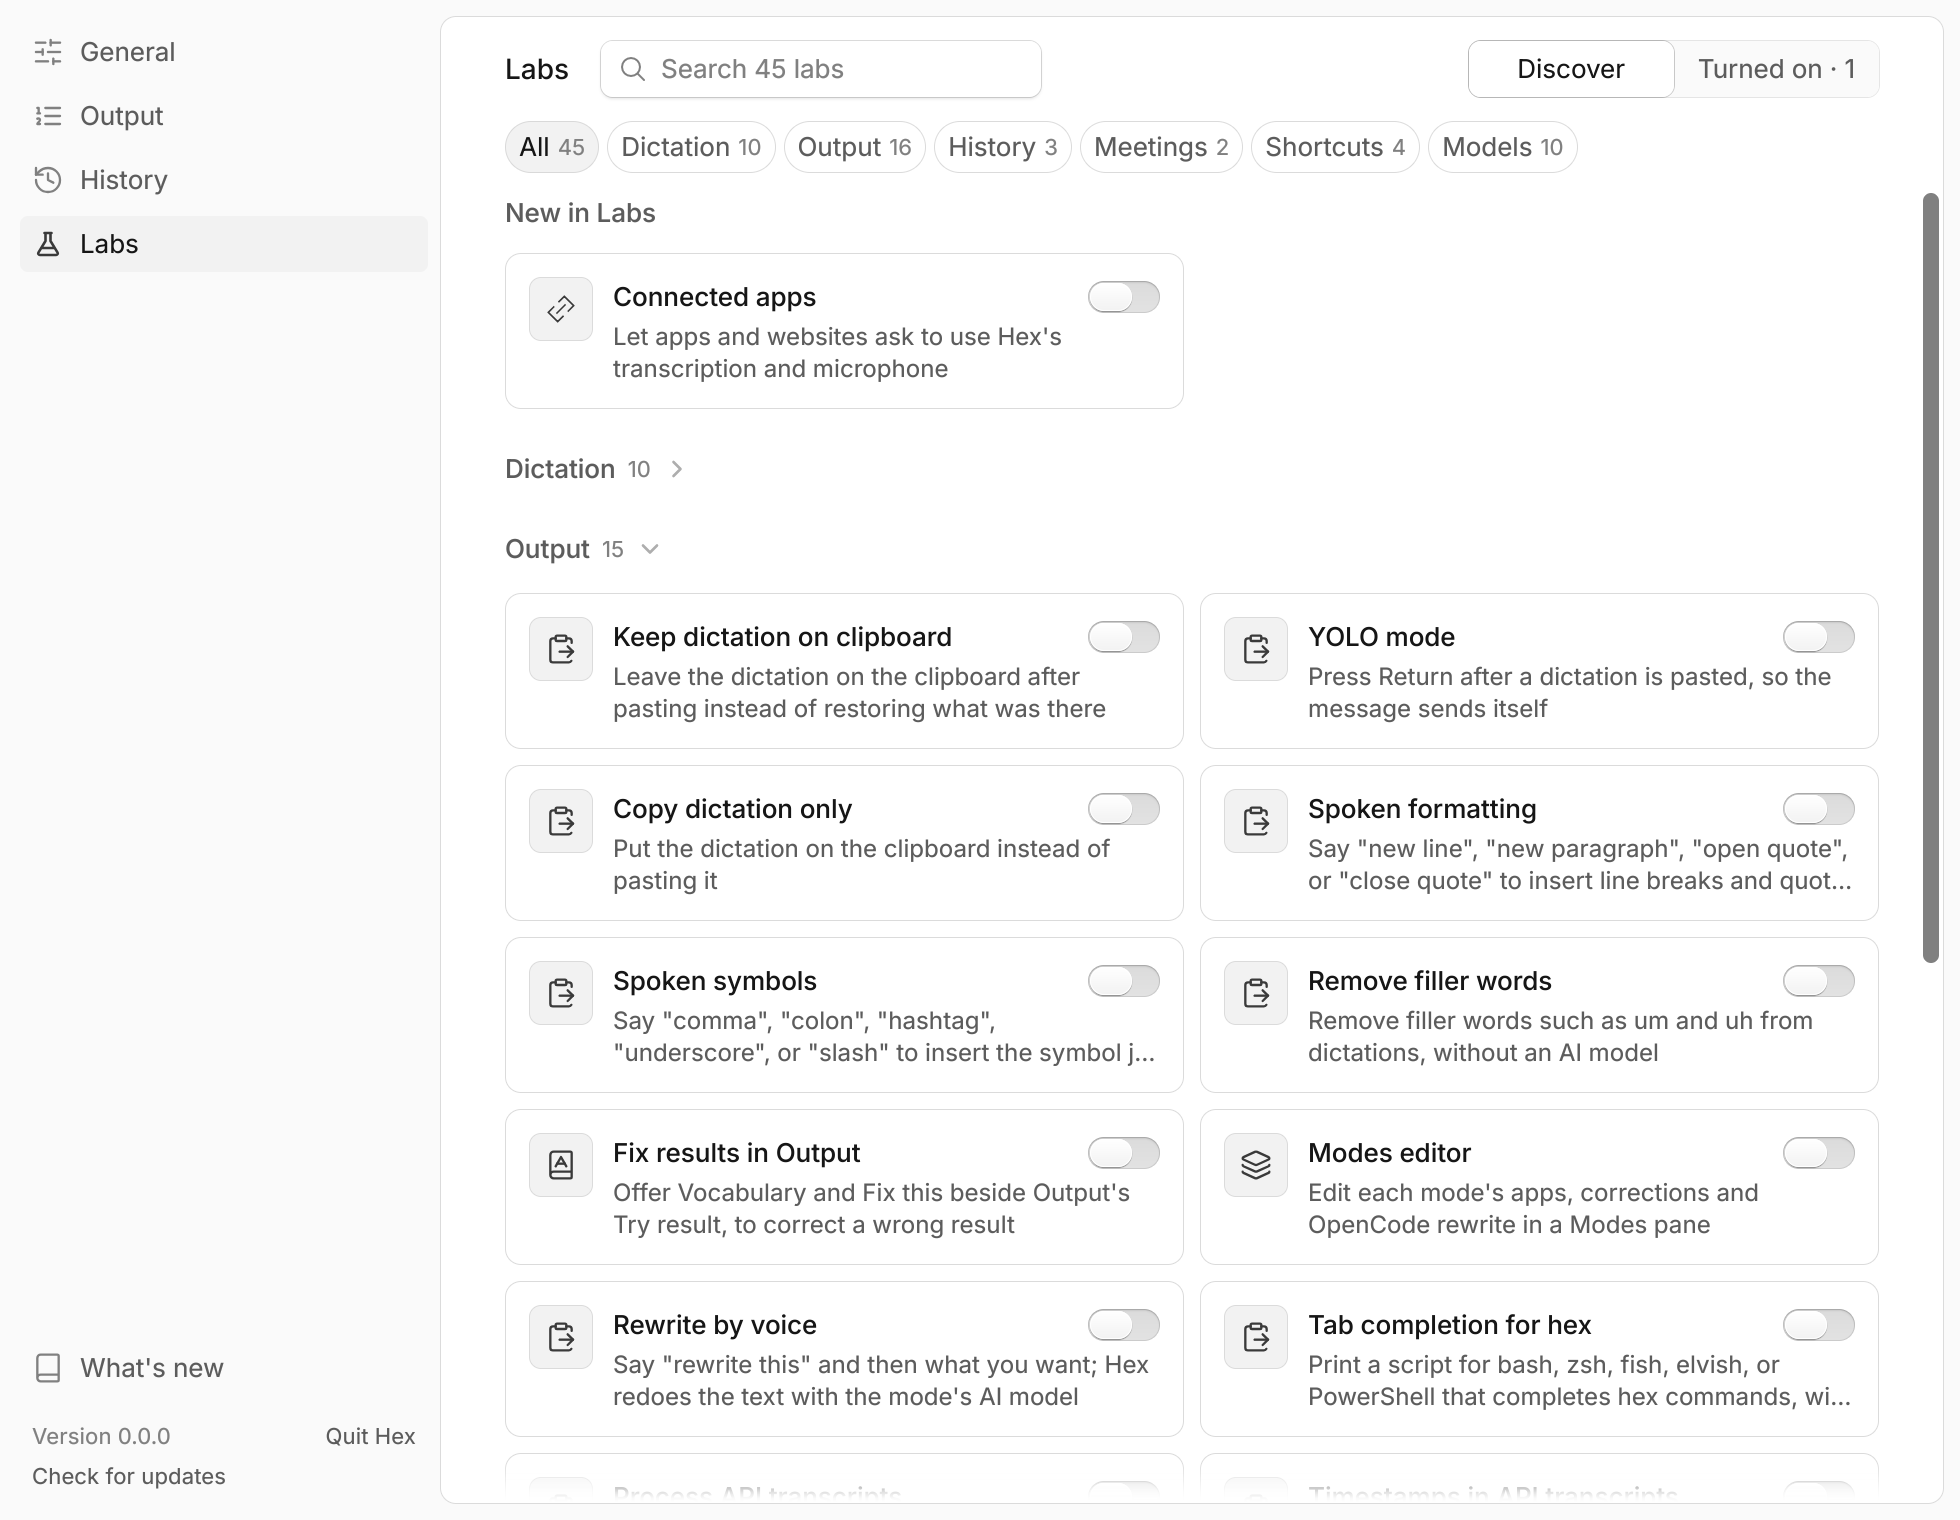 General
Output
History
Labs
What's new
Version 0.0.0
Quit Hex
Check for updates
Labs
Search 45 labs
Discover
Turned on · 1
All 45
Dictation 10
Output 16
History 3
Meetings 2
Shortcuts 4
Models 10
New in Labs
Connected apps
Let apps and websites ask to use Hex's
transcription and microphone
Dictation 10
Output 15
Keep dictation on clipboard
Leave the dictation on the clipboard after
pasting instead of restoring what was there
YOLO mode
Press Return after a dictation is pasted, so the
message sends itself
Copy dictation only
Put the dictation on the clipboard instead of
pasting it
Spoken formatting
Say "new line", "new paragraph", "open quote",
or "close quote" to insert line breaks and quot...
Spoken symbols
Say "comma", "colon", "hashtag",
"underscore", or "slash" to insert the symbol j...
Remove filler words
Remove filler words such as um and uh from
dictations, without an AI model
Fix results in Output
Offer Vocabulary and Fix this beside Output's
Try result, to correct a wrong result
Modes editor
Edit each mode's apps, corrections and
OpenCode rewrite in a Modes pane
Rewrite by voice
Say "rewrite this" and then what you want; Hex
redoes the text with the mode's AI model
Tab completion for hex
Print a script for bash, zsh, fish, elvish, or
PowerShell that completes hex commands, wi...
Process API transcripts
Timestamps in API transcripts